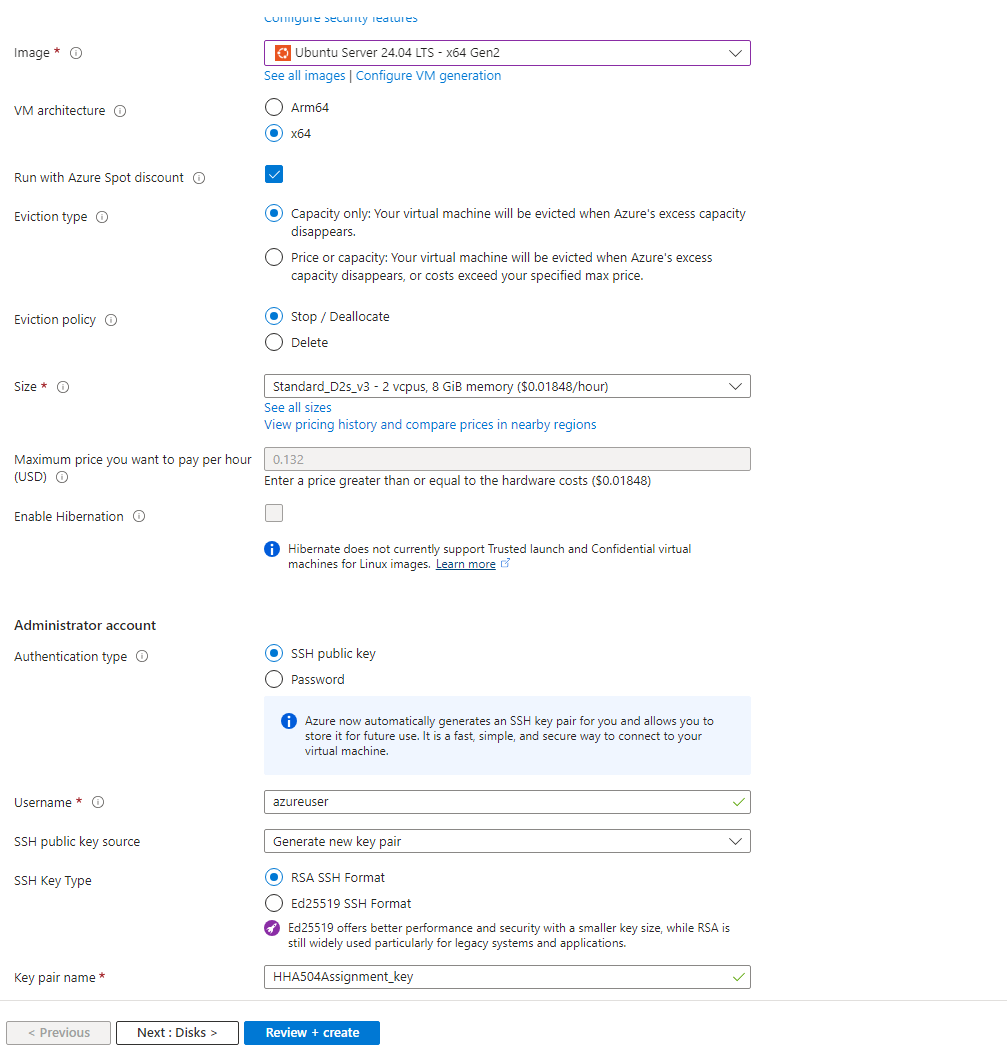 Configure security features
Image *
Ubuntu Server 24.04 LTS - x64 Gen2
See all images | Configure VM generation
VM architecture
Arm64
x64
Run with Azure Spot discount
Eviction type
Capacity only: Your virtual machine will be evicted when Azure's excess capacity
disappears.
Price or capacity: Your virtual machine will be evicted when Azure's excess
capacity disappears, or costs exceed your specified max price.
Eviction policy
Stop / Deallocate
Delete
Size *
Standard_D2s_v3 - 2 vcpus, 8 GiB memory ($0.01848/hour)
See all sizes
View pricing history and compare prices in nearby regions
Maximum price you want to pay per hour
(USD)
0.132
Enter a price greater than or equal to the hardware costs ($0.01848)
Enable Hibernation
Hibernate does not currently support Trusted launch and Confidential virtual
machines for Linux images. Learn more
Administrator account
Authentication type
SSH public key
Password
Azure now automatically generates an SSH key pair for you and allows you to
store it for future use. It is a fast, simple, and secure way to connect to your
virtual machine.
Username *
azureuser
SSH public key source
Generate new key pair
SSH Key Type
RSA SSH Format
Ed25519 SSH Format
Ed25519 offers better performance and security with a smaller key size, while RSA is
still widely used particularly for legacy systems and applications.
Key pair name *
HHA504Assignment_key
< Previous
Next : Disks >
Review + create